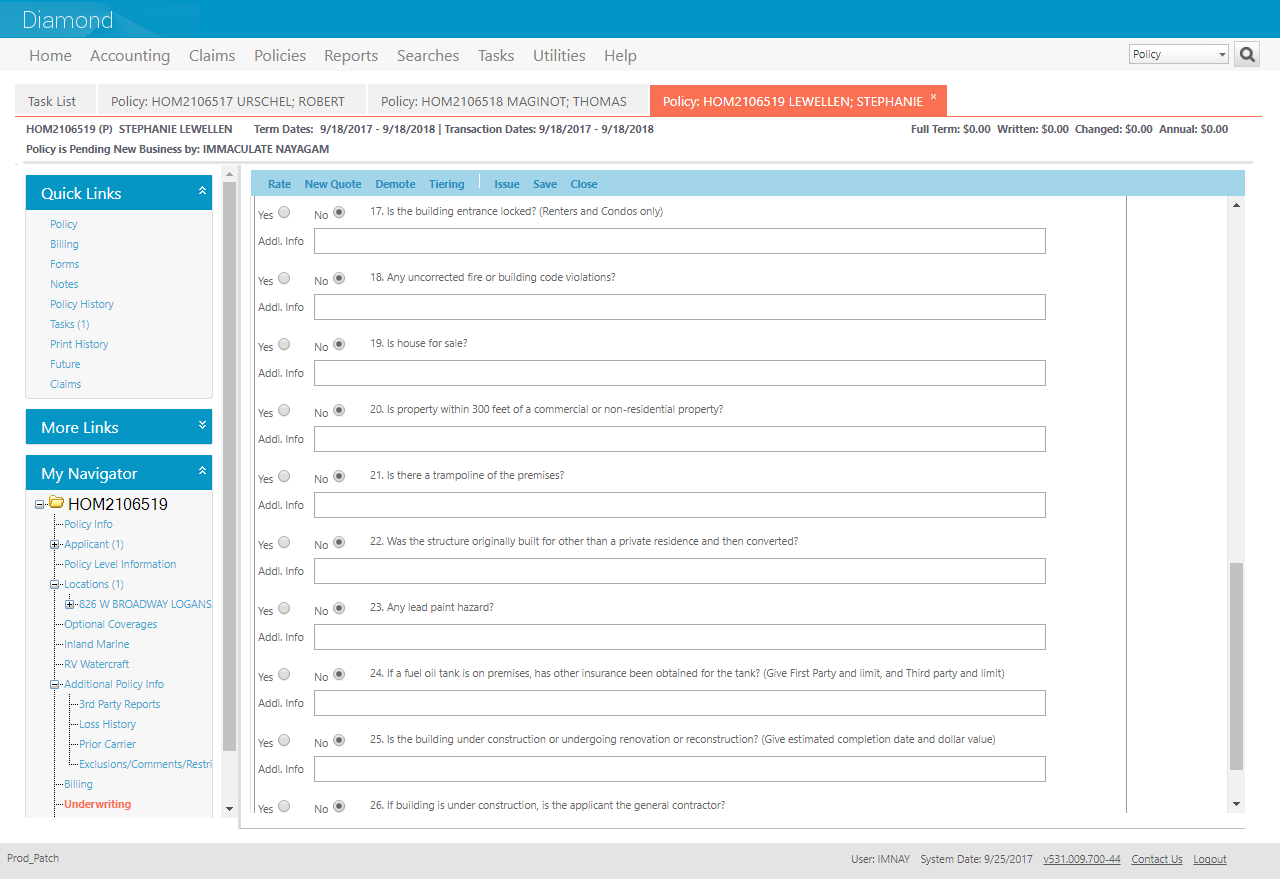 Diamond
Home Accounting Claims Policies Reports Searches Tasks Utilities Help Policy
Task List Policy: HOM2106517 URSCHEL; ROBERT Policy: HOM2106518 MAGINOT; THOMAS Policy: HOM2106519 LEWELLEN; STEPHANIE x
HOM2106519 (P) STEPHANIE LEWELLEN Term Dates: 9/18/2017 - 9/18/2018 | Transaction Dates: 9/18/2017 - 9/18/2018 Full Term: $0.00 Written: $0.00 Changed: $0.00 Annual: $0.00
Policy is Pending New Business by: IMMACULATE NAYAGAM
Quick Links
Policy
Billing
Forms
Notes
Policy History
Tasks (1)
Print History
Future
Claims
More Links
My Navigator
HOM2106519
Policy Info
Applicant (1)
Policy Level Information
Locations (1)
826 W BROADWAY LOGANS
Optional Coverages
Inland Marine
RV Watercraft
Additional Policy Info
3rd Party Reports
Loss History
Prior Carrier
Exclusions/Comments/Restri
Billing
Underwriting
Rate New Quote Demote Tiering Issue Save Close
Yes No 17. Is the building entrance locked? (Renters and Condos only)
Addl. Info
Yes No 18. Any uncorrected fire or building code violations?
Addl. Info
Yes No 19. Is house for sale?
Addl. Info
Yes No 20. Is property within 300 feet of a commercial or non-residential property?
Addl. Info
Yes No 21. Is there a trampoline of the premises?
Addl. Info
Yes No 22. Was the structure originally built for other than a private residence and then converted?
Addl. Info
Yes No 23. Any lead paint hazard?
Addl. Info
Yes No 24. If a fuel oil tank is on premises, has other insurance been obtained for the tank? (Give First Party and limit, and Third party and limit)
Addl. Info
Yes No 25. Is the building under construction or undergoing renovation or reconstruction? (Give estimated completion date and dollar value)
Addl. Info
Yes No 26. If building is under construction, is the applicant the general contractor?
Prod_Patch User: IMNAY System Date: 9/25/2017 v531.009.700-44 Contact Us Logout